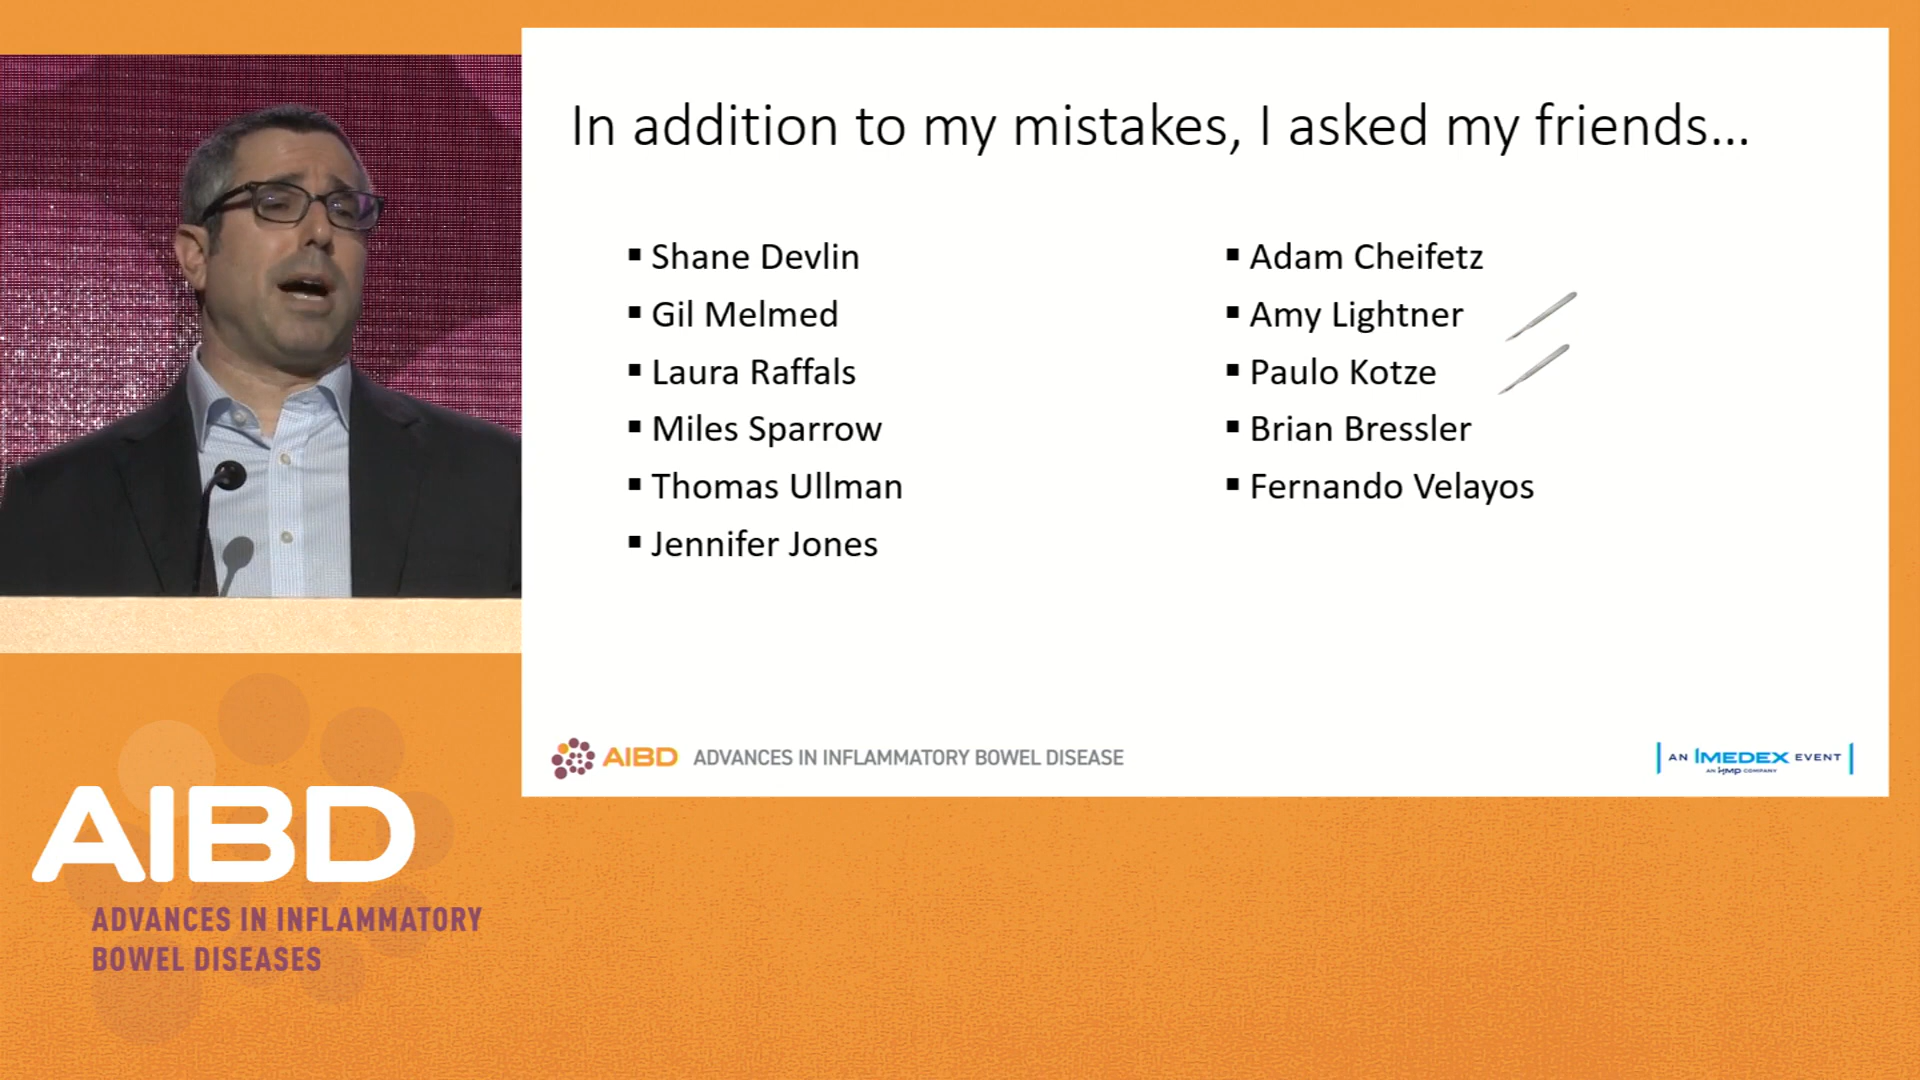 In addition to my mistakes, I asked my friends...
▪ Shane Devlin
▪ Gil Melmed
▪ Laura Raffals
▪ Miles Sparrow
▪ Thomas Ullman
▪ Jennifer Jones
▪ Adam Cheifetz
▪ Amy Lightner
▪ Paulo Kotze
▪ Brian Bressler
▪ Fernando Velayos
AIBD ADVANCES IN INFLAMMATORY BOWEL DISEASE
AN IMEDEX EVENT
AN hmp COMPANY
AIBD
ADVANCES IN INFLAMMATORY
BOWEL DISEASES